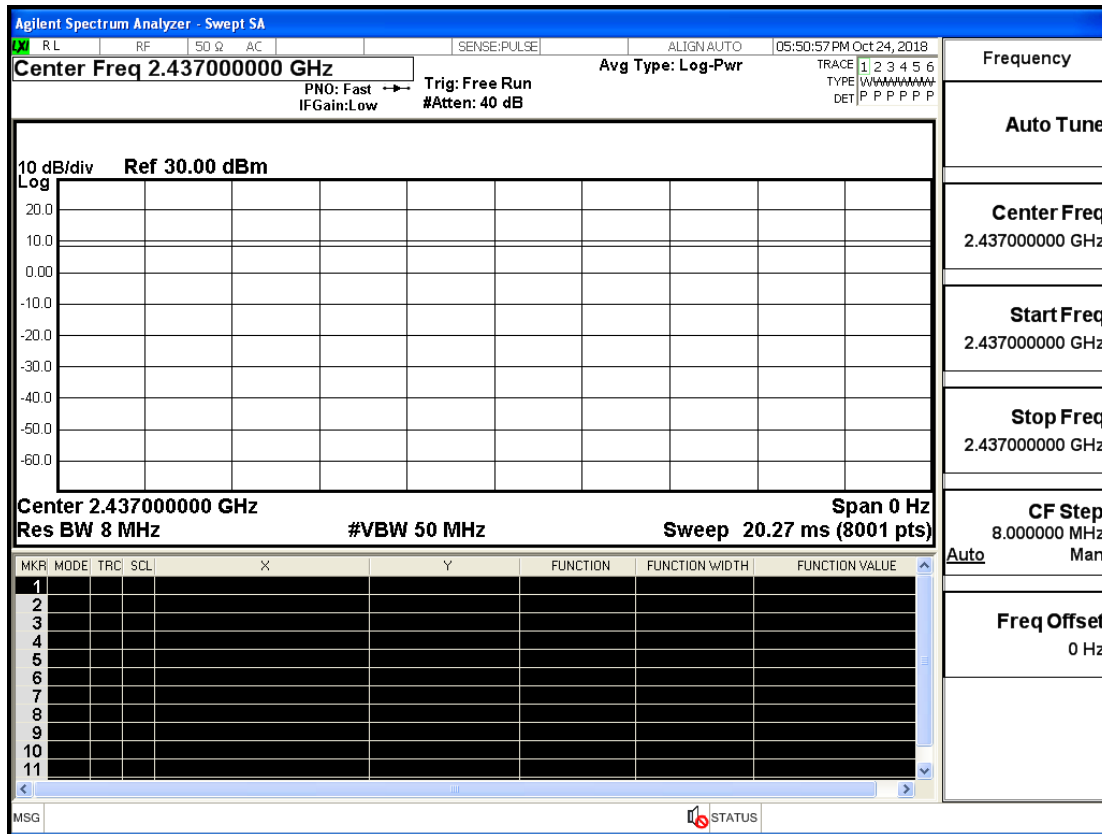 Agilent Spectrum Analyzer - Swept SA
LXI RL RF 50 Ω AC SENSE:PULSE ALIGN AUTO 05:50:57 PM Oct 24, 2018
Center Freq 2.437000000 GHz
PNO: Fast
IFGain:Low
Trig: Free Run
#Atten: 40 dB
Avg Type: Log-Pwr
TRACE 1 2 3 4 5 6
TYPE WWWWWW
DET P P P P P P
10 dB/div Ref 30.00 dBm
Log
20.0
10.0
0.00
-10.0
-20.0
-30.0
-40.0
-50.0
-60.0
Center 2.437000000 GHz Span 0 Hz
Res BW 8 MHz #VBW 50 MHz Sweep 20.27 ms (8001 pts)
MKR MODE TRC SCL X Y FUNCTION FUNCTION WIDTH FUNCTION VALUE
1
2
3
4
5
6
7
8
9
10
11
MSG STATUS
Frequency
Auto Tune
Center Freq
2.437000000 GHz
Start Freq
2.437000000 GHz
Stop Freq
2.437000000 GHz
CF Step
8.000000 MHz
Auto Man
Freq Offset
0 Hz